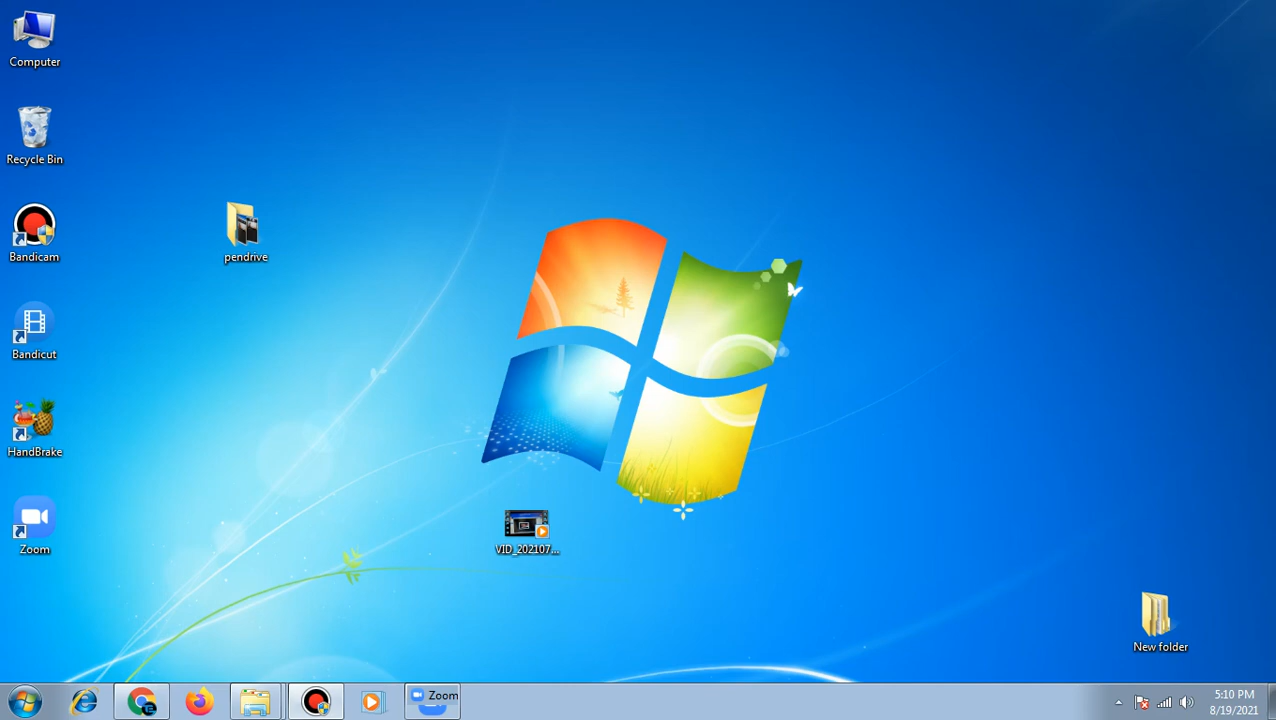 Computer
Recycle Bin
Bandicam
pendrive
Bandicut
HandBrake
Zoom
VID_202107...
New folder
Zoom
5:10 PM
8/19/2021